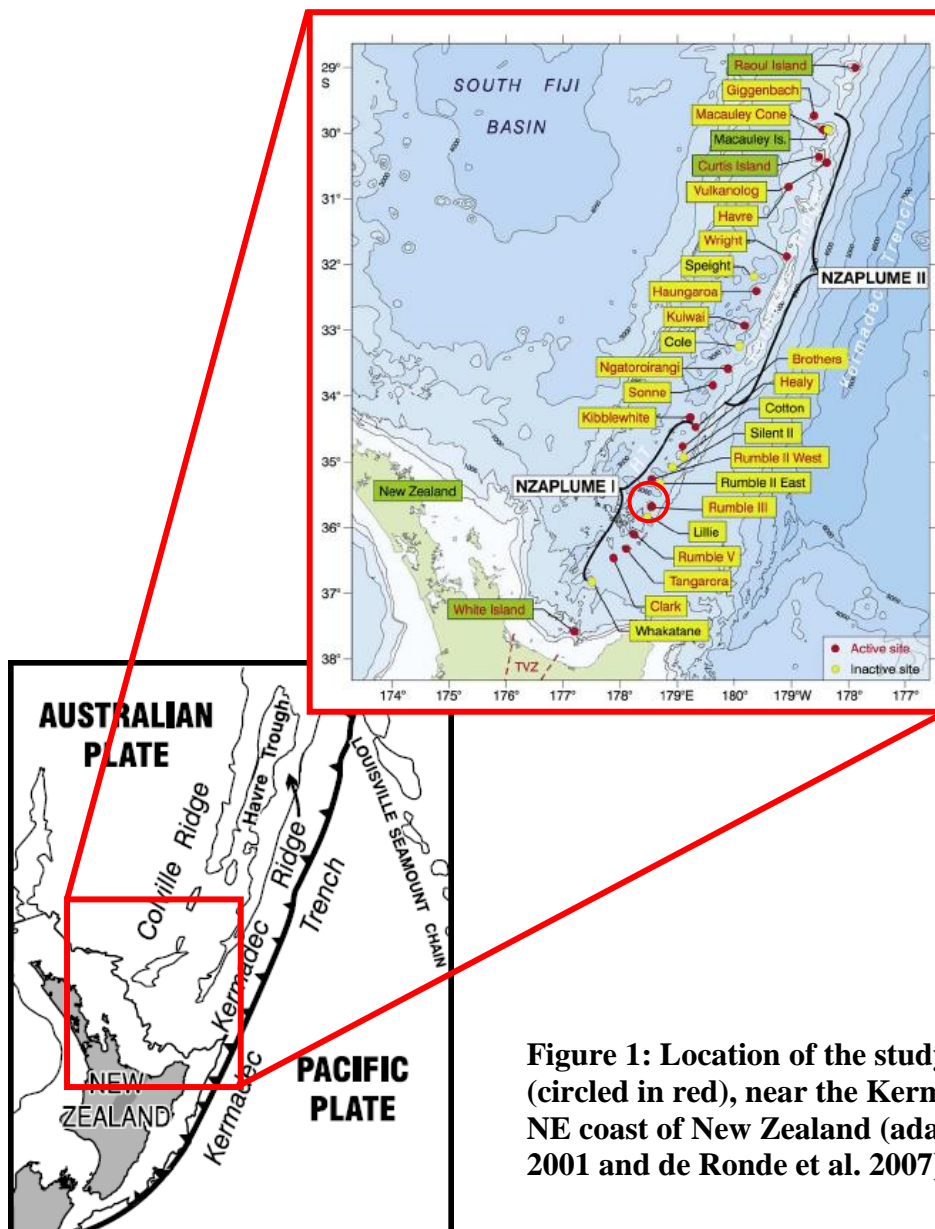 29°
S
30°
31°
32°
33°
34°
35°
36°
37°
38°
174°
175°
176°
177°
178°
179°E
180°
179°W
178°
177°
SOUTH FIJI
BASIN
Raoul Island
Giggenbach
Macauley Cone
Macauley Is.
Curtis Island
Vulkanolog
Havre
Wright
Speight
Haungaroa
Kuiwai
Cole
Ngatoroirangi
Sonne
Kibblewhite
NZAPLUME II
Kermadec Trench
Brothers
Healy
Cotton
Silent II
Rumble II West
Rumble II East
Rumble III
Lillie
Rumble V
Tangarora
Clark
Whakatane
NZAPLUME I
New Zealand
White Island
TVZ
HT
Active site
Inactive site
AUSTRALIAN
PLATE
Colville Ridge
Havre Trough
Kermadec Ridge
Kermadec Trench
LOUISVILLE SEAMOUNT CHAIN
NEW
ZEALAND
PACIFIC
PLATE
Figure 1: Location of the study
(circled in red), near the Kerm
NE coast of New Zealand (ada
2001 and de Ronde et al. 2007)